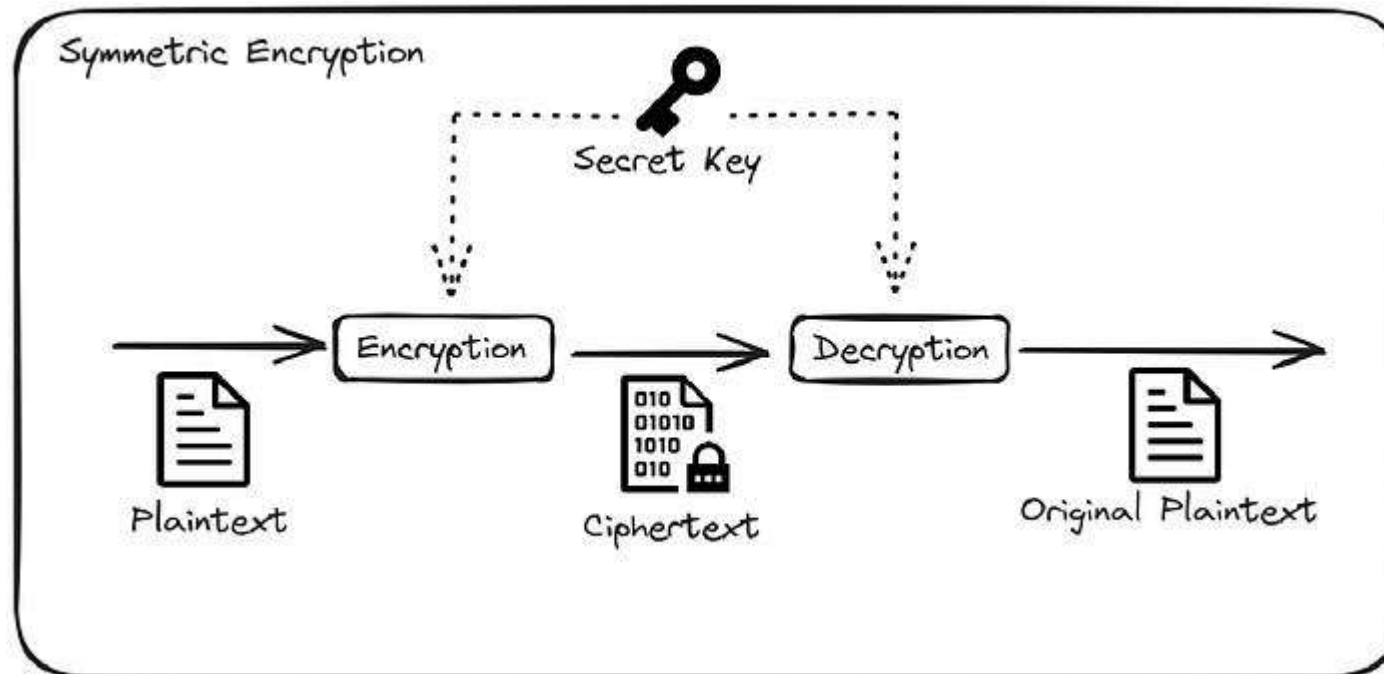 Symmetric Encryption
Secret Key
Encryption
Decryption
010
01010
1010
010
Plaintext
Ciphertext
Original Plaintext